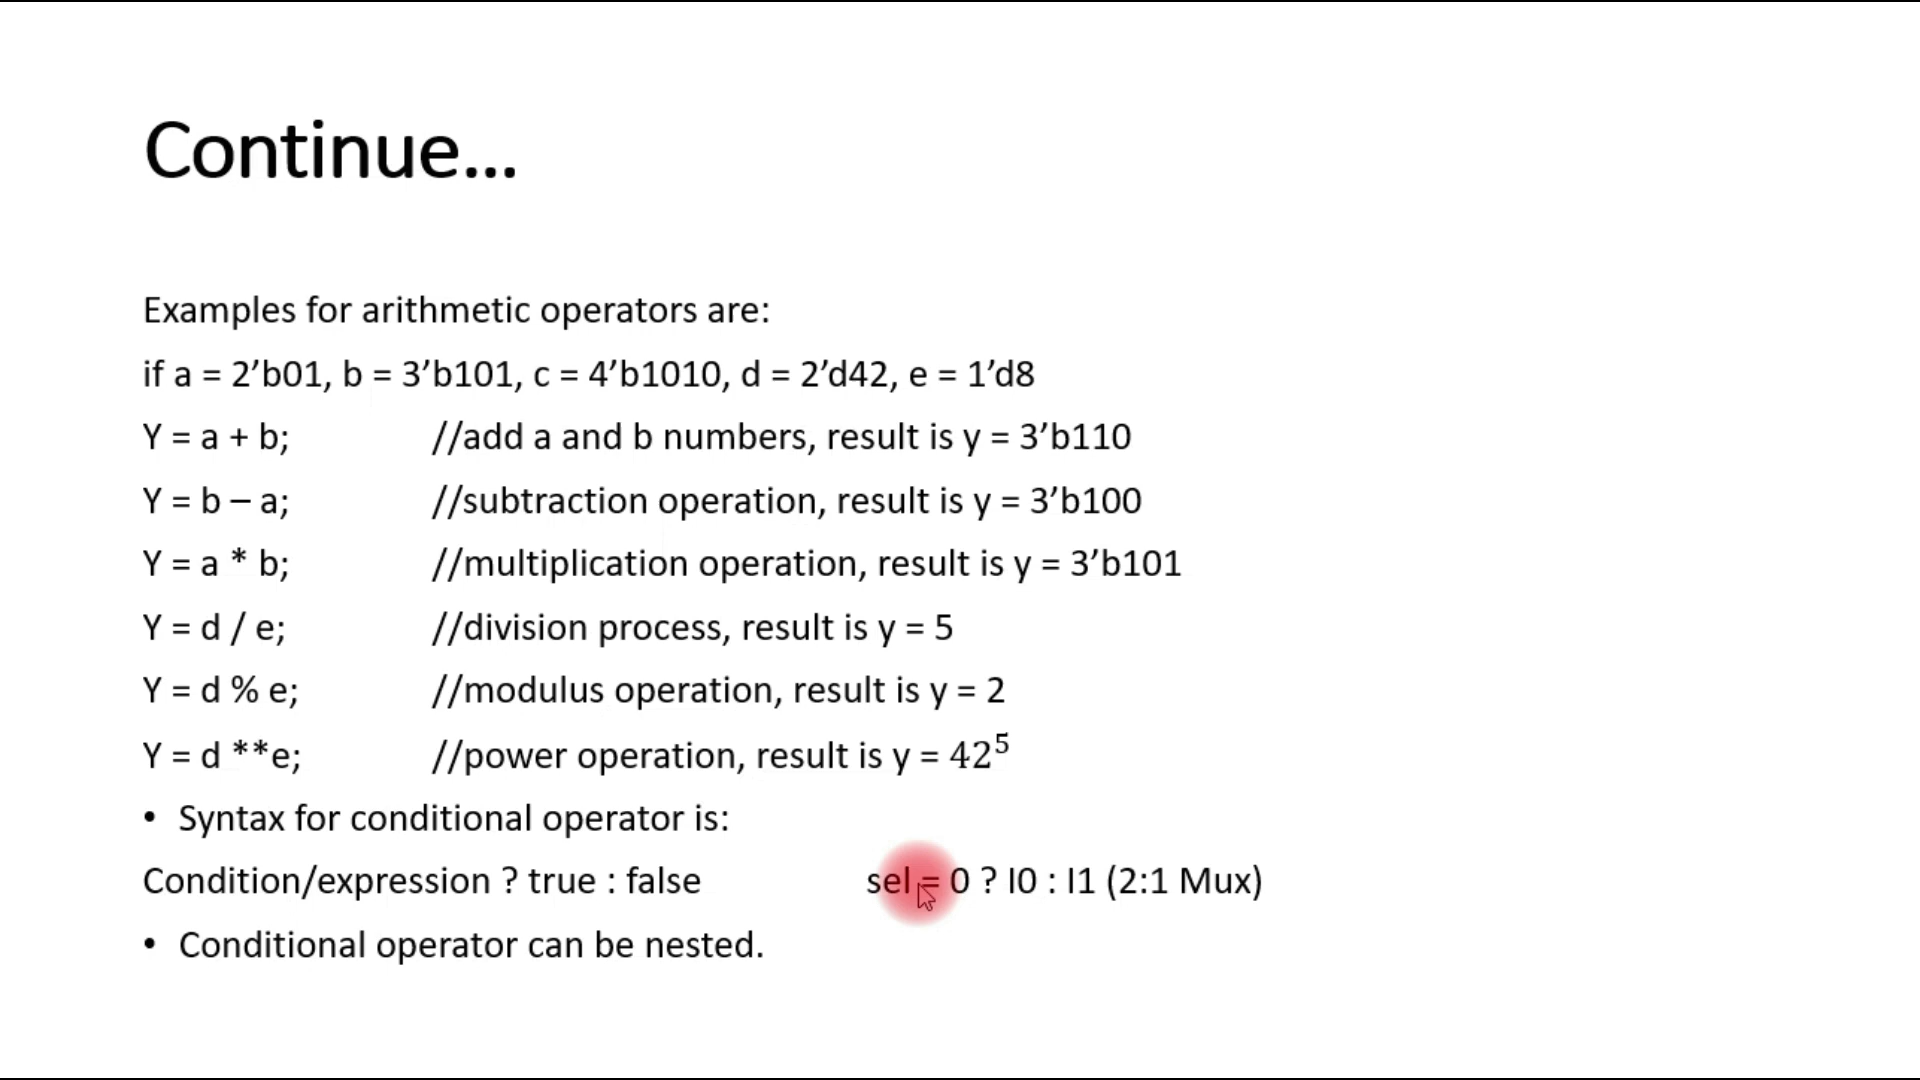 Continue...
Examples for arithmetic operators are:
if a = 2’b01, b = 3’b101, c = 4’b1010, d = 2’d42, e = 1’d8
Y = a + b; //add a and b numbers, result is y = 3’b110
Y = b – a; //subtraction operation, result is y = 3’b100
Y = a * b; //multiplication operation, result is y = 3’b101
Y = d / e; //division process, result is y = 5
Y = d % e; //modulus operation, result is y = 2
Y = d **e; //power operation, result is y = 42⁵
• Syntax for conditional operator is:
Condition/expression ? true : false sel = 0 ? I0 : I1 (2:1 Mux)
• Conditional operator can be nested.